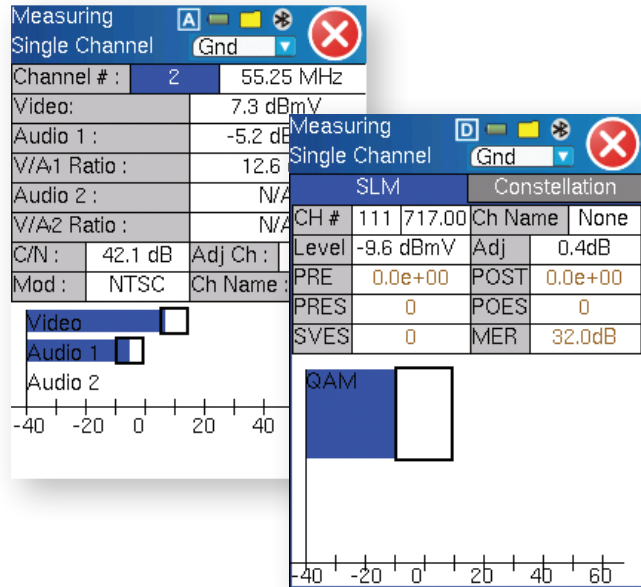 Measuring A
Single Channel Gnd
Channel # : 2 55.25 MHz
Video: 7.3 dBmV
Audio 1 : -5.2 dB
V/A1 Ratio : 12.6
Audio 2 : N/A
V/A2 Ratio : N/A
C/N : 42.1 dB Adj Ch :
Mod : NTSC Ch Name :
Video
Audio 1
Audio 2
-40 -20 0 20 40
Measuring D
Single Channel Gnd
SLM Constellation
CH # 111 717.00 Ch Name None
Level -9.6 dBmV Adj 0.4dB
PRE 0.0e+00 POST 0.0e+00
PRES 0 POES 0
SVES 0 MER 32.0dB
QAM
-40 -20 0 20 40 60